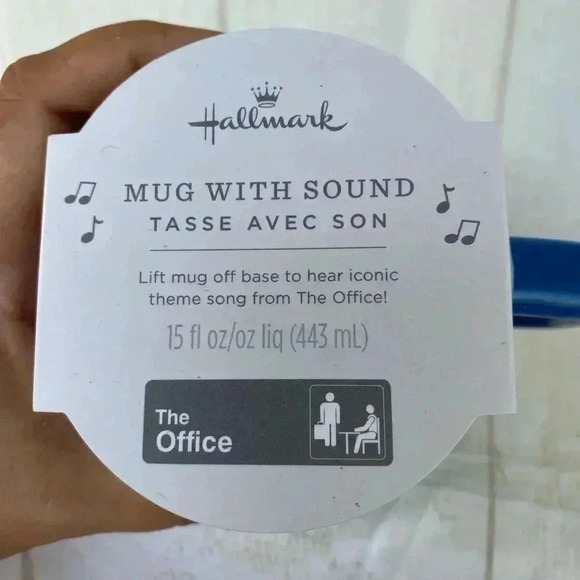 Hallmark
MUG WITH SOUND
TASSE AVEC SON
Lift mug off base to hear iconic
theme song from The Office!
15 fl oz/oz liq (443 mL)
The
Office